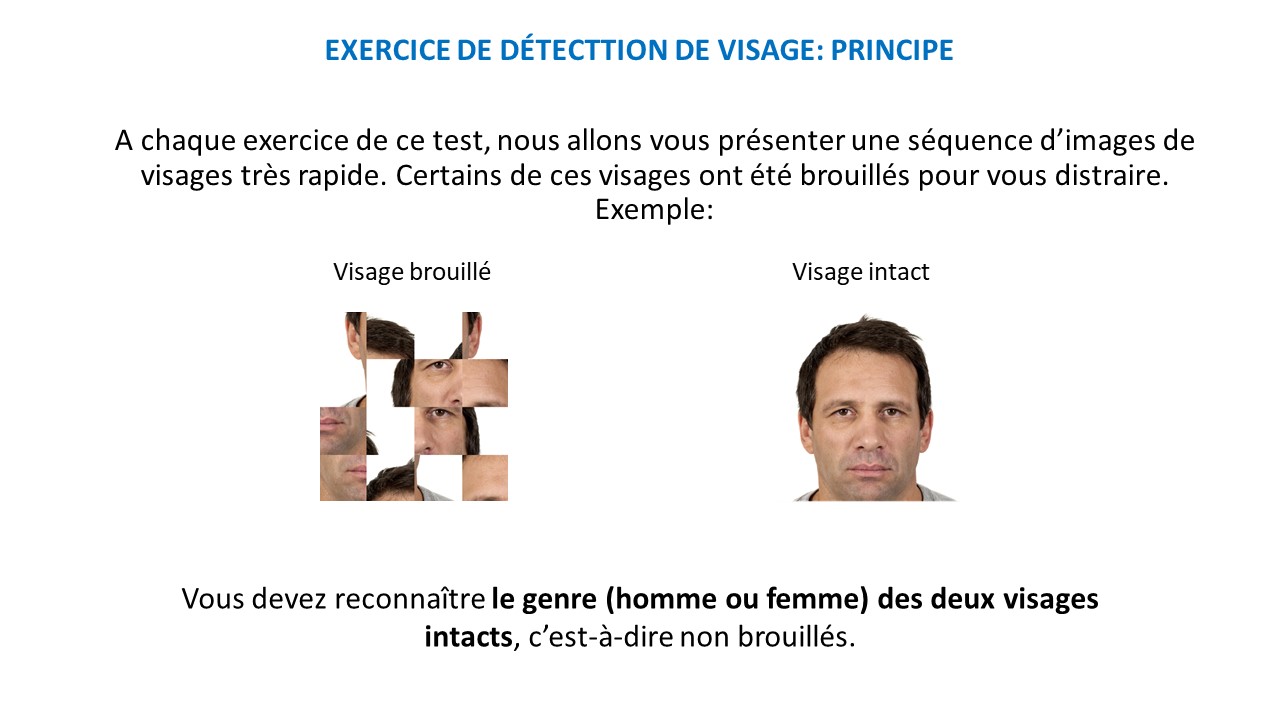 EXERCICE DE DÉTECTTION DE VISAGE: PRINCIPE
A chaque exercice de ce test, nous allons vous présenter une séquence d’images de
visages très rapide. Certains de ces visages ont été brouillés pour vous distraire.
Exemple:
Visage brouillé
Visage intact
Vous devez reconnaître le genre (homme ou femme) des deux visages
intacts, c’est-à-dire non brouillés.